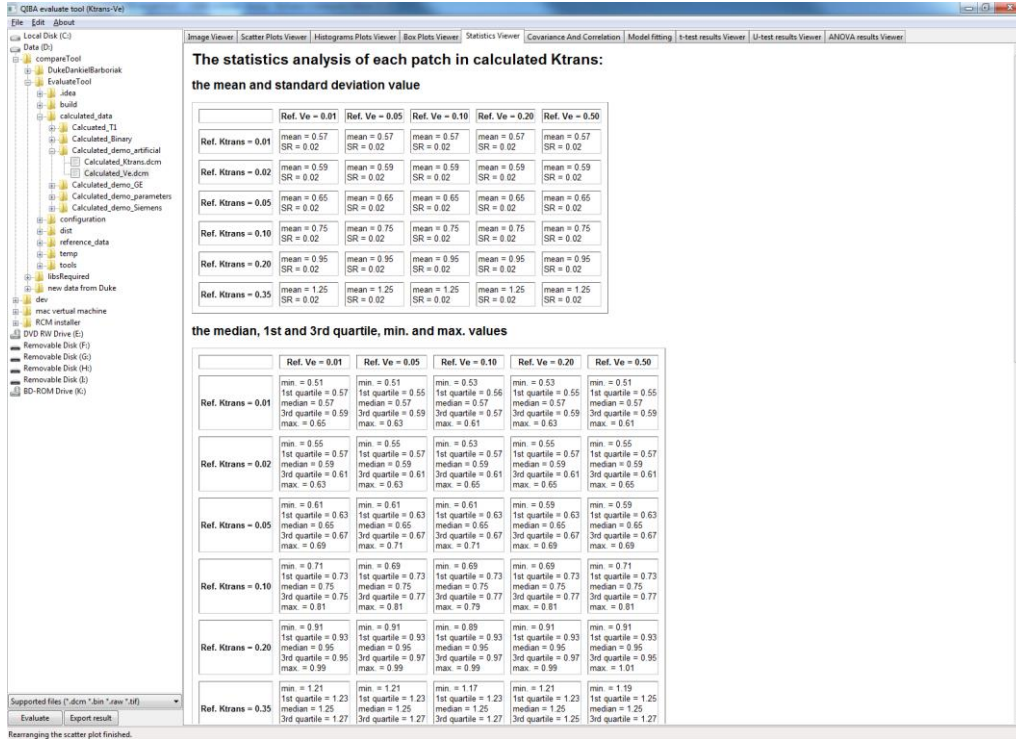 QIBA evaluate tool (Ktrans-Ve)
File Edit About
Local Disk (C:)
Data (D:)
compareTool
DukeDankielBarboriak
EvaluateTool
.idea
build
calculated_data
Calcuated_T1
Calculated_Binary
Calculated_demo_artificial
Calculated_Ktrans.dcm
Calculated_Ve.dcm
Calculated_demo_GE
Calculated_demo_parameters
Calculated_demo_Siemens
configuration
dist
reference_data
temp
tools
libsRequired
new data from Duke
dev
mac vertual machine
RCM installer
DVD RW Drive (E:)
Removable Disk (F:)
Removable Disk (G:)
Removable Disk (H:)
Removable Disk (I:)
BD-ROM Drive (K:)
Supported files (*.dcm *.bin *.raw *.tif)
Evaluate Export result
Rearranging the scatter plot finished.
Image Viewer Scatter Plots Viewer Histograms Plots Viewer Box Plots Viewer Statistics Viewer Covariance And Correlation Model fitting t-test results Viewer U-test results Viewer ANOVA results Viewer
The statistics analysis of each patch in calculated Ktrans:
the mean and standard deviation value
Ref. Ve = 0.01 Ref. Ve = 0.05 Ref. Ve = 0.10 Ref. Ve = 0.20 Ref. Ve = 0.50
Ref. Ktrans = 0.01
mean = 0.57 mean = 0.57 mean = 0.57 mean = 0.57 mean = 0.57
SR = 0.02 SR = 0.02 SR = 0.02 SR = 0.02 SR = 0.02
Ref. Ktrans = 0.02
mean = 0.59 mean = 0.59 mean = 0.59 mean = 0.59 mean = 0.59
SR = 0.02 SR = 0.02 SR = 0.02 SR = 0.02 SR = 0.02
Ref. Ktrans = 0.05
mean = 0.65 mean = 0.65 mean = 0.65 mean = 0.65 mean = 0.65
SR = 0.02 SR = 0.02 SR = 0.02 SR = 0.02 SR = 0.02
Ref. Ktrans = 0.10
mean = 0.75 mean = 0.75 mean = 0.75 mean = 0.75 mean = 0.75
SR = 0.02 SR = 0.02 SR = 0.02 SR = 0.02 SR = 0.02
Ref. Ktrans = 0.20
mean = 0.95 mean = 0.95 mean = 0.95 mean = 0.95 mean = 0.95
SR = 0.02 SR = 0.02 SR = 0.02 SR = 0.02 SR = 0.02
Ref. Ktrans = 0.35
mean = 1.25 mean = 1.25 mean = 1.25 mean = 1.25 mean = 1.25
SR = 0.02 SR = 0.02 SR = 0.02 SR = 0.02 SR = 0.02
the median, 1st and 3rd quartile, min. and max. values
Ref. Ve = 0.01 Ref. Ve = 0.05 Ref. Ve = 0.10 Ref. Ve = 0.20 Ref. Ve = 0.50
Ref. Ktrans = 0.01
min. = 0.51 min. = 0.51 min. = 0.53 min. = 0.53 min. = 0.51
1st quartile = 0.57 1st quartile = 0.55 1st quartile = 0.56 1st quartile = 0.55 1st quartile = 0.55
median = 0.57 median = 0.57 median = 0.57 median = 0.57 median = 0.57
3rd quartile = 0.59 3rd quartile = 0.59 3rd quartile = 0.57 3rd quartile = 0.59 3rd quartile = 0.59
max. = 0.65 max. = 0.63 max. = 0.61 max. = 0.63 max. = 0.61
Ref. Ktrans = 0.02
min. = 0.55 min. = 0.55 min. = 0.53 min. = 0.55 min. = 0.55
1st quartile = 0.57 1st quartile = 0.57 1st quartile = 0.57 1st quartile = 0.57 1st quartile = 0.57
median = 0.59 median = 0.59 median = 0.59 median = 0.59 median = 0.59
3rd quartile = 0.61 3rd quartile = 0.61 3rd quartile = 0.61 3rd quartile = 0.61 3rd quartile = 0.61
max. = 0.63 max. = 0.63 max. = 0.65 max. = 0.65 max. = 0.65
Ref. Ktrans = 0.05
min. = 0.61 min. = 0.61 min. = 0.61 min. = 0.59 min. = 0.59
1st quartile = 0.63 1st quartile = 0.63 1st quartile = 0.63 1st quartile = 0.63 1st quartile = 0.63
median = 0.65 median = 0.65 median = 0.65 median = 0.65 median = 0.65
3rd quartile = 0.67 3rd quartile = 0.67 3rd quartile = 0.67 3rd quartile = 0.67 3rd quartile = 0.67
max. = 0.69 max. = 0.71 max. = 0.71 max. = 0.69 max. = 0.69
Ref. Ktrans = 0.10
min. = 0.71 min. = 0.69 min. = 0.69 min. = 0.69 min. = 0.71
1st quartile = 0.73 1st quartile = 0.73 1st quartile = 0.73 1st quartile = 0.73 1st quartile = 0.73
median = 0.75 median = 0.75 median = 0.75 median = 0.75 median = 0.75
3rd quartile = 0.75 3rd quartile = 0.77 3rd quartile = 0.77 3rd quartile = 0.77 3rd quartile = 0.77
max. = 0.81 max. = 0.81 max. = 0.79 max. = 0.81 max. = 0.81
Ref. Ktrans = 0.20
min. = 0.91 min. = 0.91 min. = 0.89 min. = 0.91 min. = 0.91
1st quartile = 0.93 1st quartile = 0.93 1st quartile = 0.93 1st quartile = 0.93 1st quartile = 0.93
median = 0.95 median = 0.95 median = 0.95 median = 0.95 median = 0.95
3rd quartile = 0.95 3rd quartile = 0.97 3rd quartile = 0.97 3rd quartile = 0.97 3rd quartile = 0.95
max. = 0.99 max. = 0.99 max. = 0.99 max. = 0.99 max. = 1.01
Ref. Ktrans = 0.35
min. = 1.21 min. = 1.21 min. = 1.17 min. = 1.21 min. = 1.19
1st quartile = 1.23 1st quartile = 1.23 1st quartile = 1.23 1st quartile = 1.23 1st quartile = 1.25
median = 1.25 median = 1.25 median = 1.25 median = 1.25 median = 1.25
3rd quartile = 1.27 3rd quartile = 1.27 3rd quartile = 1.27 3rd quartile = 1.25 3rd quartile = 1.27